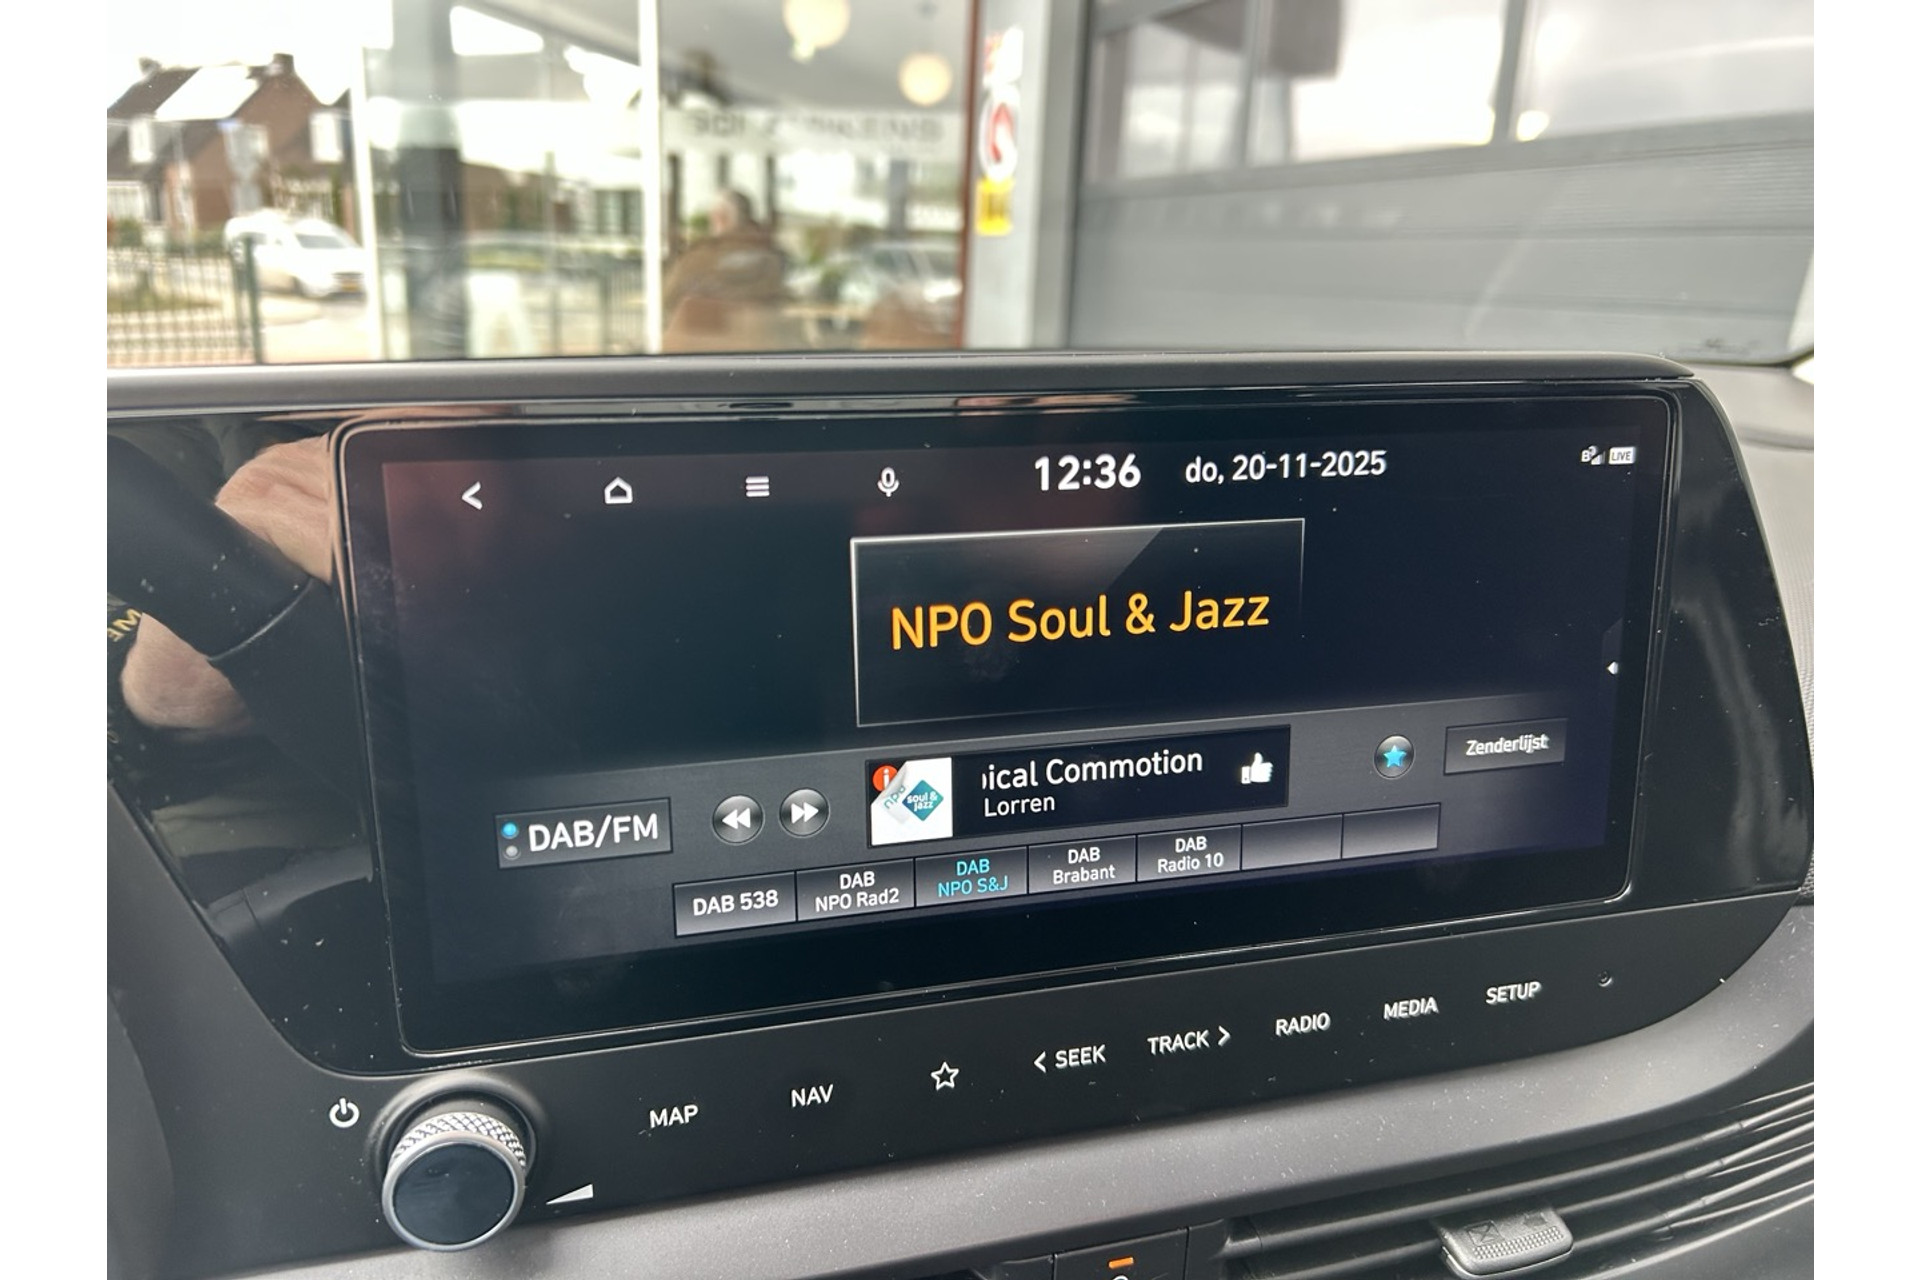 12:36 do, 20-11-2025
LIVE
NPO Soul & Jazz
ical Commotion
Lorren
i
npo
soul &
jazz
Zenderlijst
DAB/FM
DAB 538
DAB
NPO Rad2
DAB
NPO S&J
DAB
Brabant
DAB
Radio 10
MAP
NAV
< SEEK
TRACK >
RADIO
MEDIA
SETUP